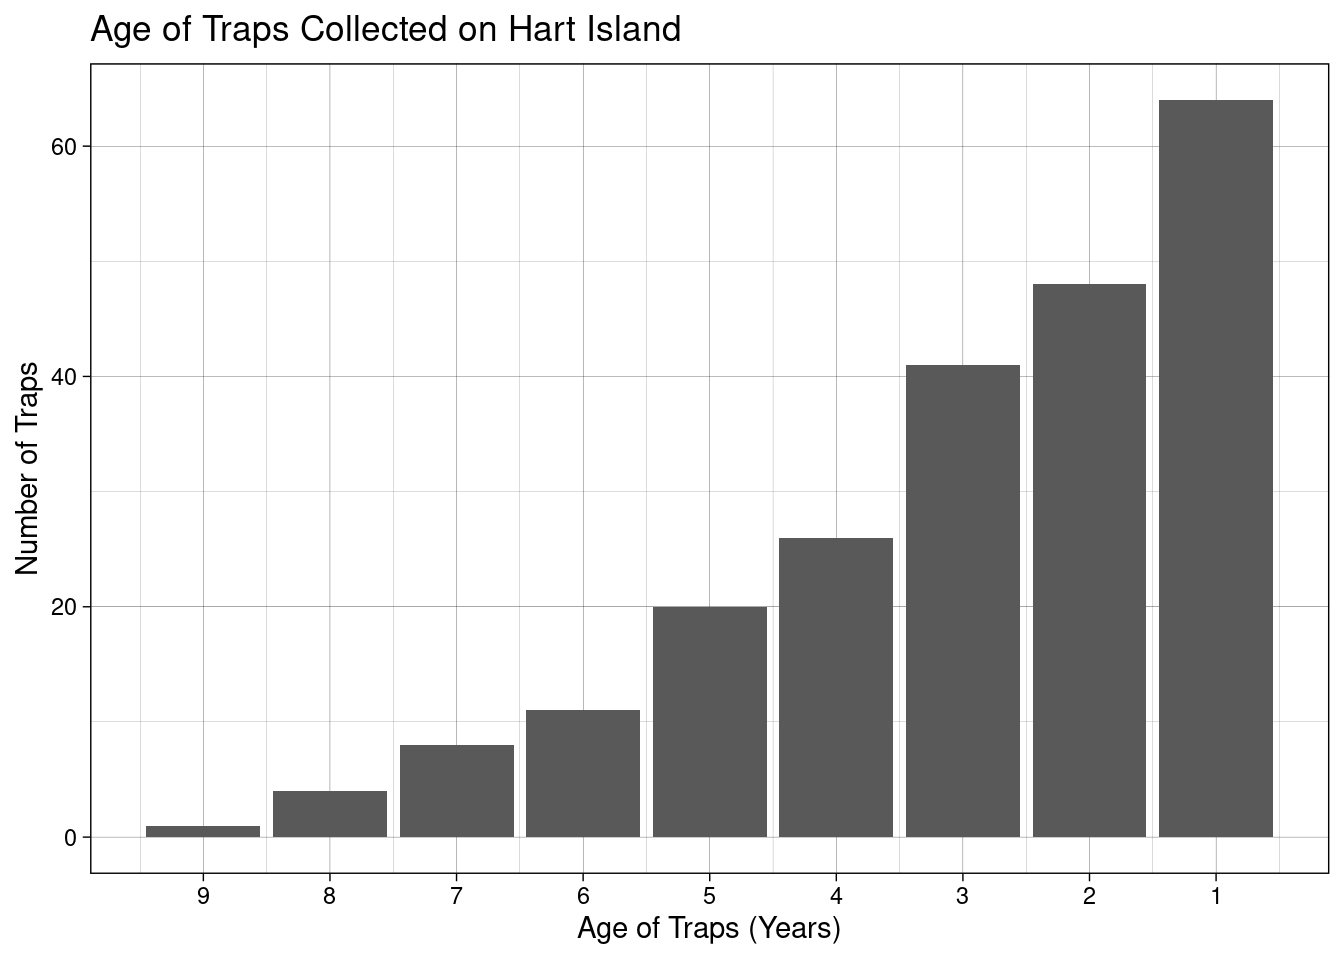 Age of Traps Collected on Hart Island
Number of Traps
60
40
20
0
9 8 7 6 5 4 3 2 1
Age of Traps (Years)